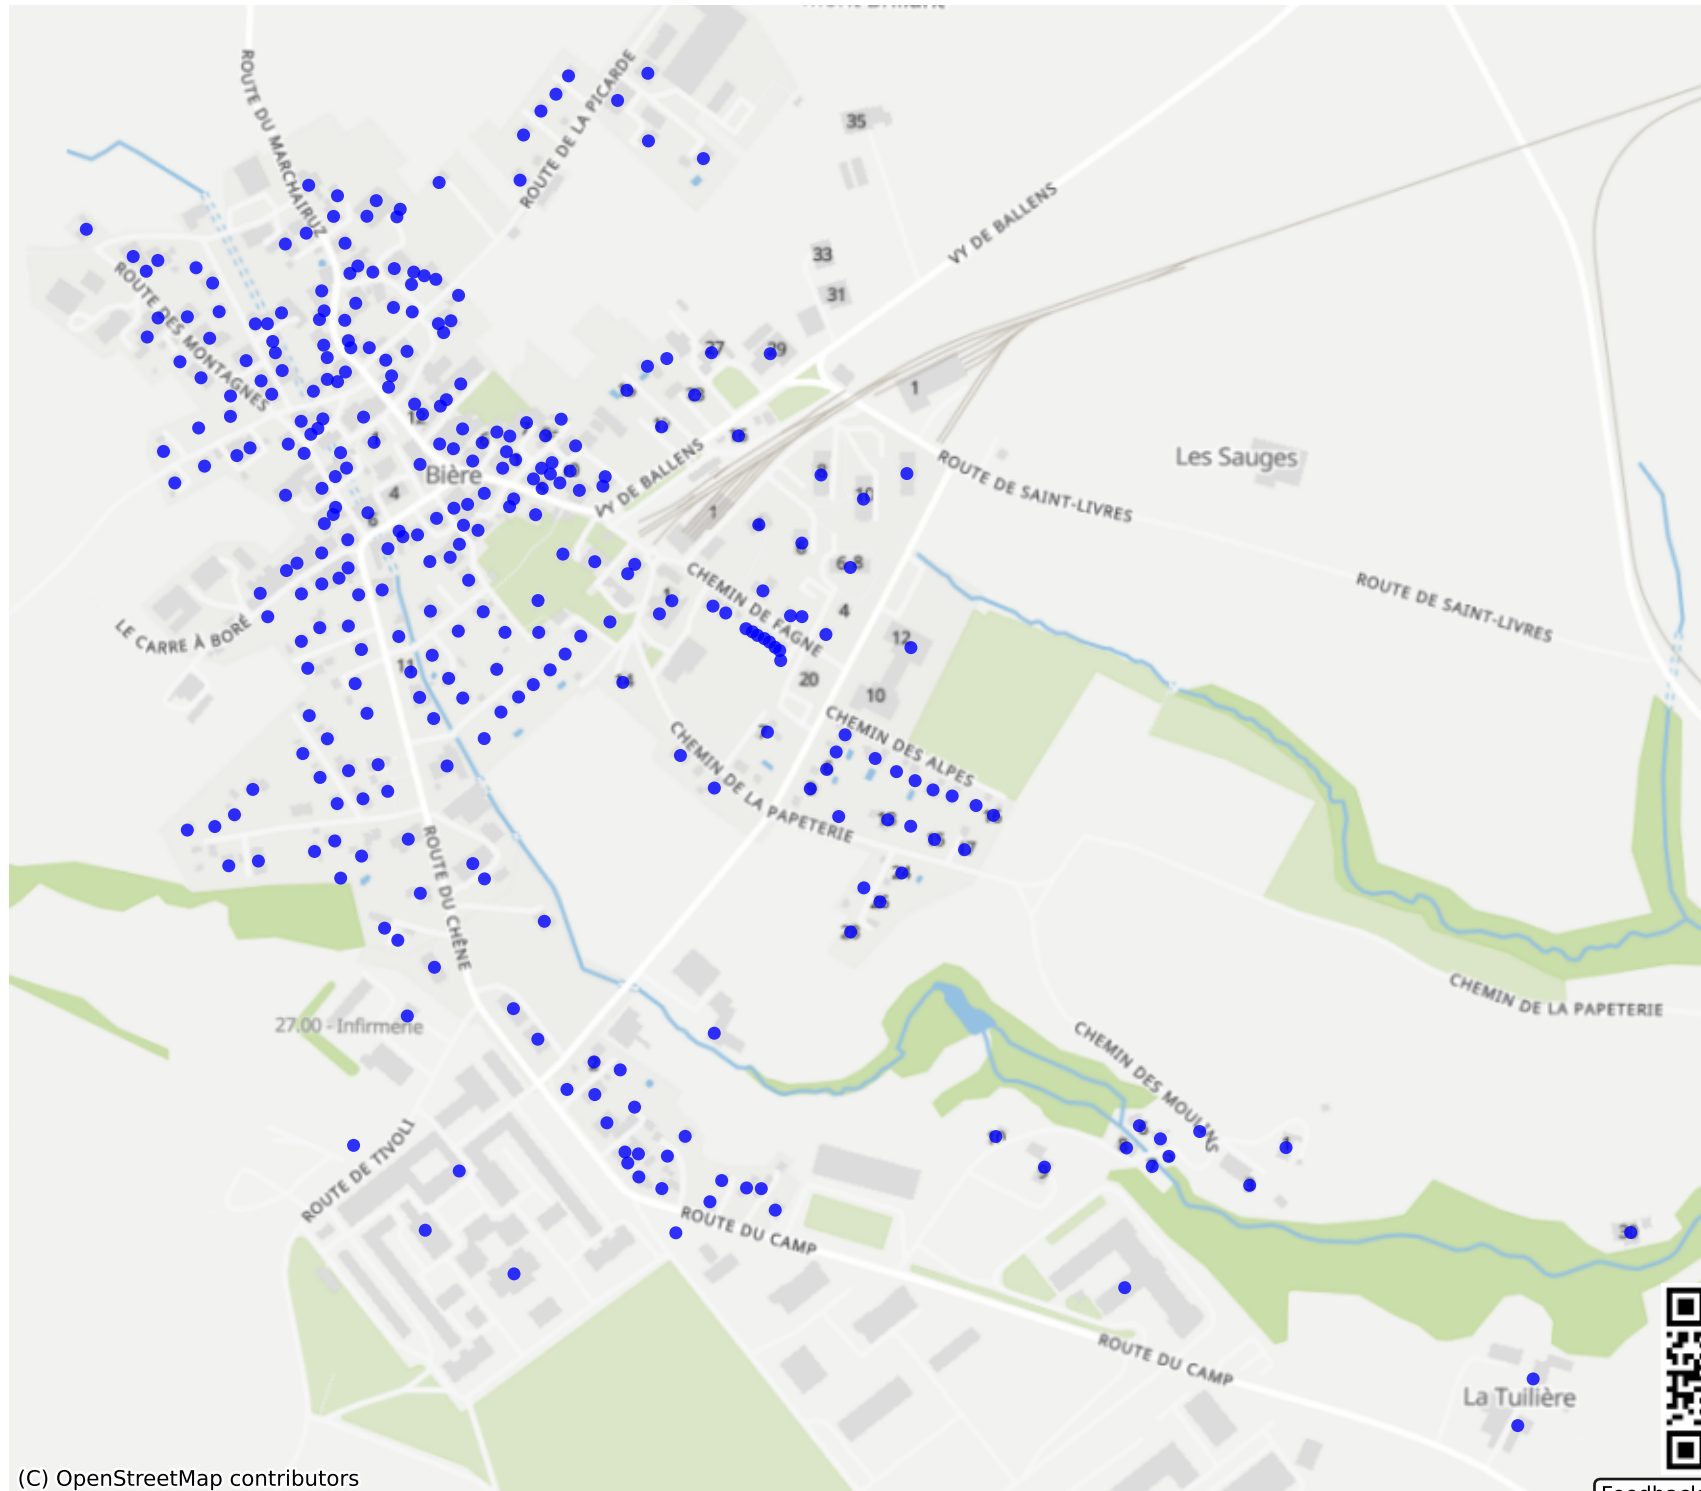 ROUTE DU MARCHAIRUZ
ROUTE DE LA PICARDE
35
VY DE BALLENS
33
31
ROUTE DES MONTAGNES
1
VY DE BALLENS
Bière
4
1
ROUTE DE SAINT-LIVRES
Les Sauges
CHEMIN DE FAGNE
4
12
ROUTE DE SAINT-LIVRES
LE CARRE À BORÉ
11
20
10
CHEMIN DES ALPES
CHEMIN DE LA PAPETERIE
ROUTE DU CHÊNE
CHEMIN DE LA PAPETERIE
27.00 - Infirmerie
CHEMIN DES MOULINS
ROUTE DE TIVOLI
ROUTE DU CAMP
ROUTE DU CAMP
La Tuilière
(C) OpenStreetMap contributors